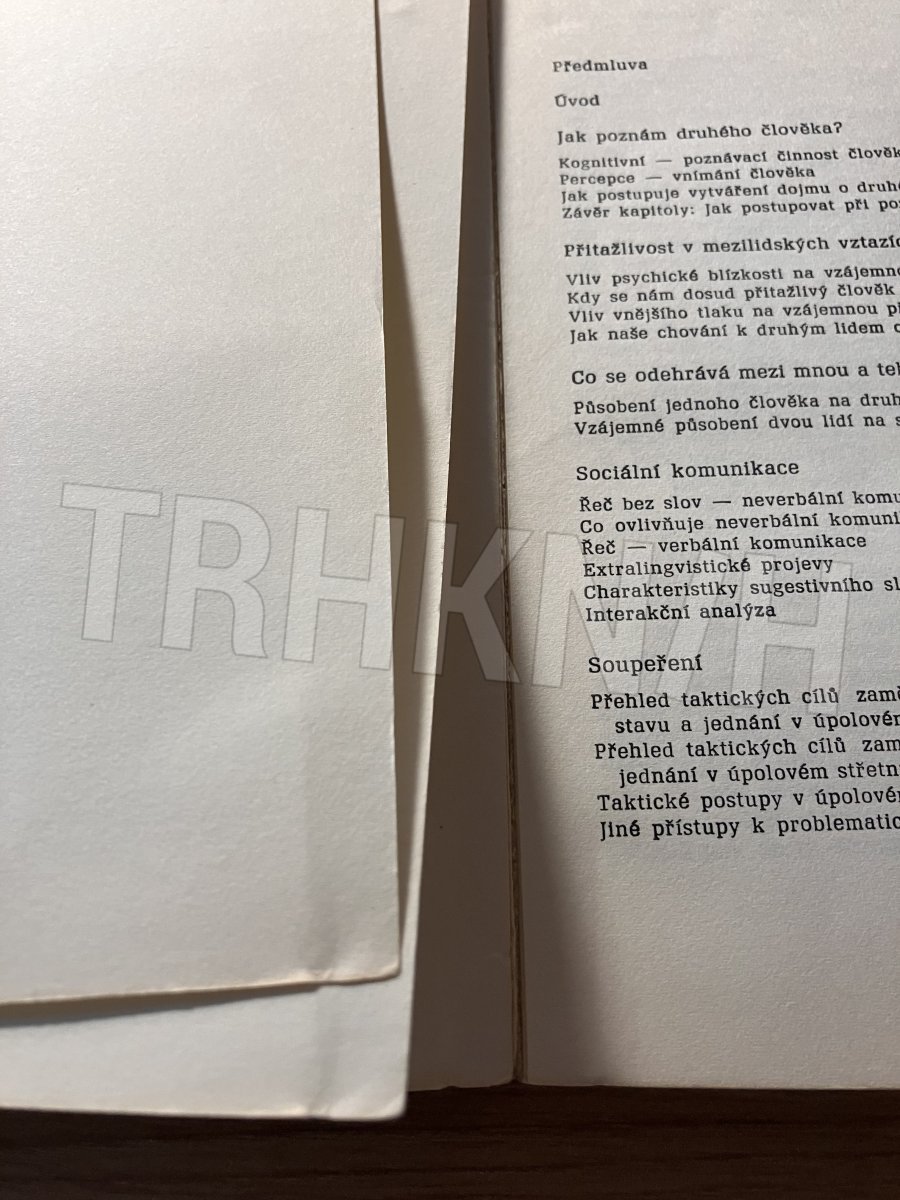 Předmluva
Úvod
Jak poznám druhého člověka?
Kognitivní — poznávací činnost
Percepce — vnímání člověka
Jak postupuje vytváření dojmu o
Závěr kapitoly: Jak postupovat při
Přitažlivost v mezilidských
Vliv psychické blízkosti na
Kdy se nám dosud přitažlivý člověk
Vliv vnějšího tlaku na vzájemnou
Jak naše chování k druhým lidem
Co se odehrává mezi mnou a
Působení jednoho člověka na
Vzájemné působení dvou lidí na
Sociální komunikace
Řeč bez slov — neverbální
Co ovlivňuje neverbální
Řeč — verbální komunikace
Extralingvistické projevy
Charakteristiky sugestivního
Interakční analýza
Soupeření
Přehled taktických cílů
stavu a jednání v
Přehled taktických cílů
jednání v úpolovém
Taktické postupy v
Jiné přístupy k
TRHKNIH